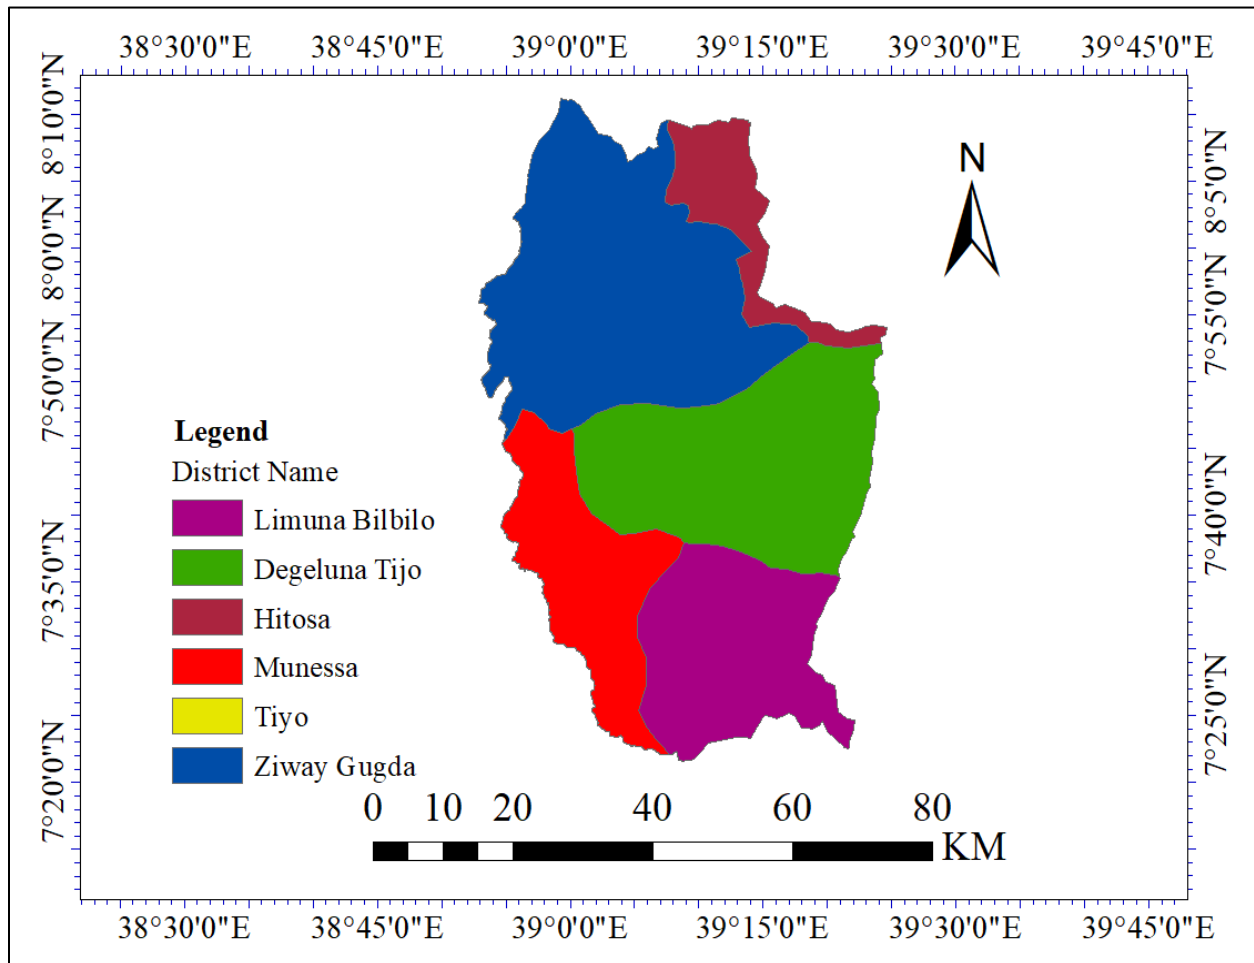 38°30'0"E 38°45'0"E 39°0'0"E 39°15'0"E 39°30'0"E 39°45'0"E
8°10'0"N
8°0'0"N
7°50'0"N
7°35'0"N
7°20'0"N
N
8°5'0"N
7°55'0"N
7°40'0"N
7°25'0"N
Legend
District Name
Limuna Bilbilo
Degeluna Tijo
Hitosa
Munessa
Tiyo
Ziway Gugda
0 10 20 40 60 80
KM
38°30'0"E 38°45'0"E 39°0'0"E 39°15'0"E 39°30'0"E 39°45'0"E